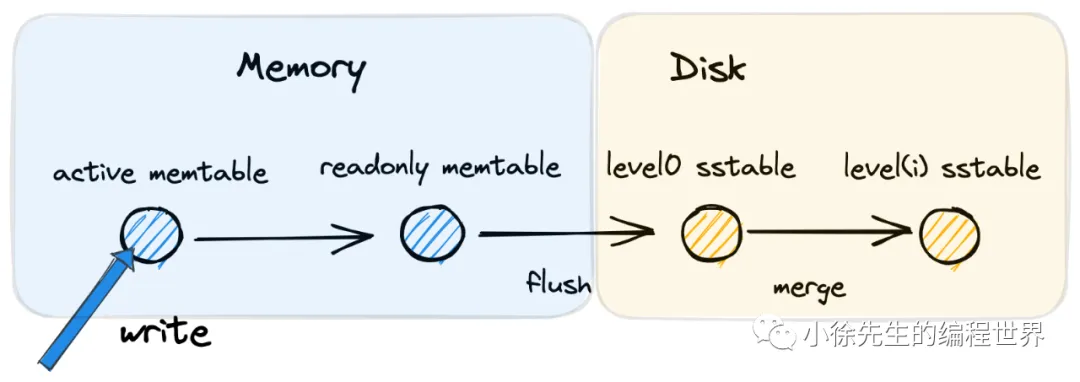 Memory
Disk
active memtable
readonly memtable
level0 sstable
level(i) sstable
flush
merge
write
小徐先生的编程世界